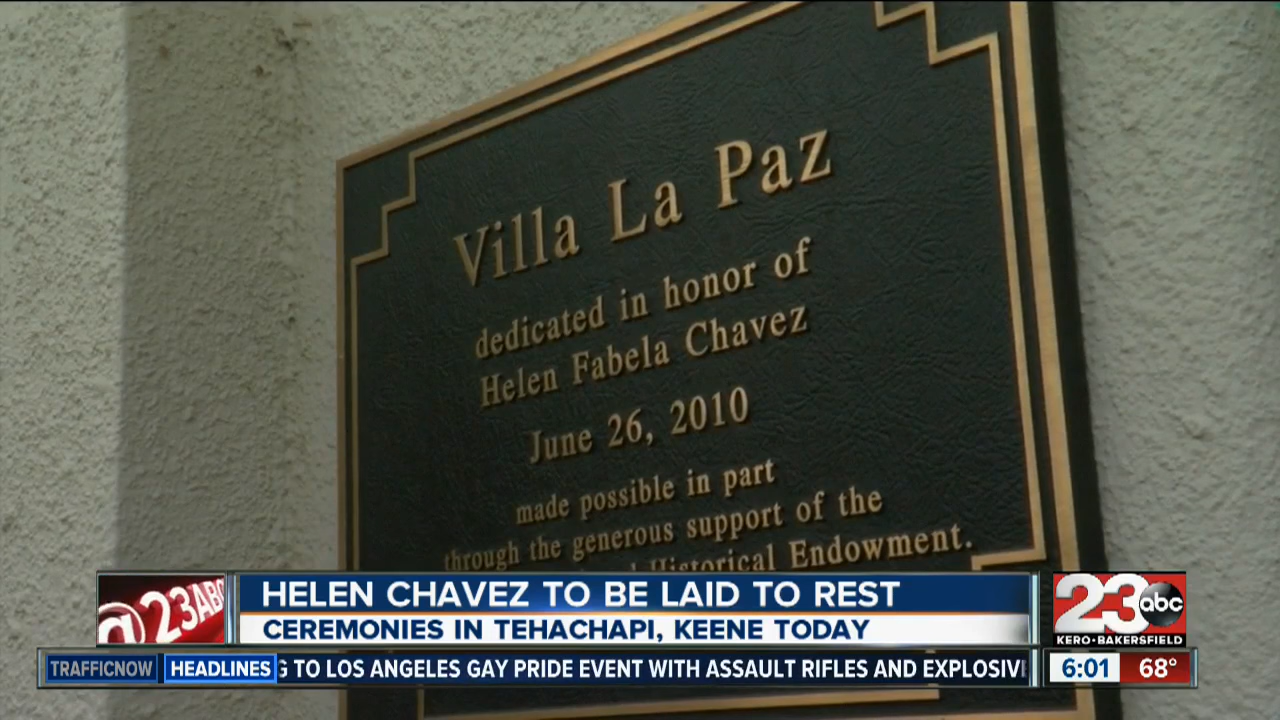 Villa La Paz
dedicated in honor of
Helen Fabela Chavez
June 26, 2010
made possible in part
through the generous support of the
Historical Endowment.
@23ABC
HELEN CHAVEZ TO BE LAID TO REST
CEREMONIES IN TEHACHAPI, KEENE TODAY
23 abc
KERO-BAKERSFIELD
TRAFFICNOW HEADLINES G TO LOS ANGELES GAY PRIDE EVENT WITH ASSAULT RIFLES AND EXPLOSIV
6:01 68°